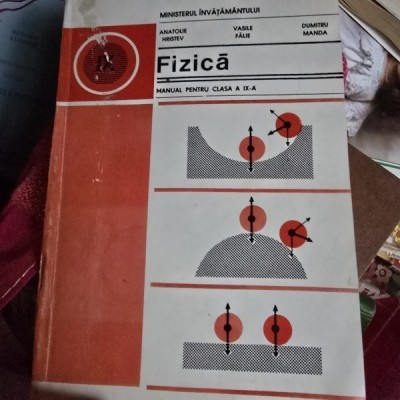 MINISTERUL ÎNVĂȚĂMÂNTULUI
ANATOLIE HRISTEV
VASILE FĂLIE
DUMITRU MANDA
Fizică
MANUAL PENTRU CLASA A IX-A